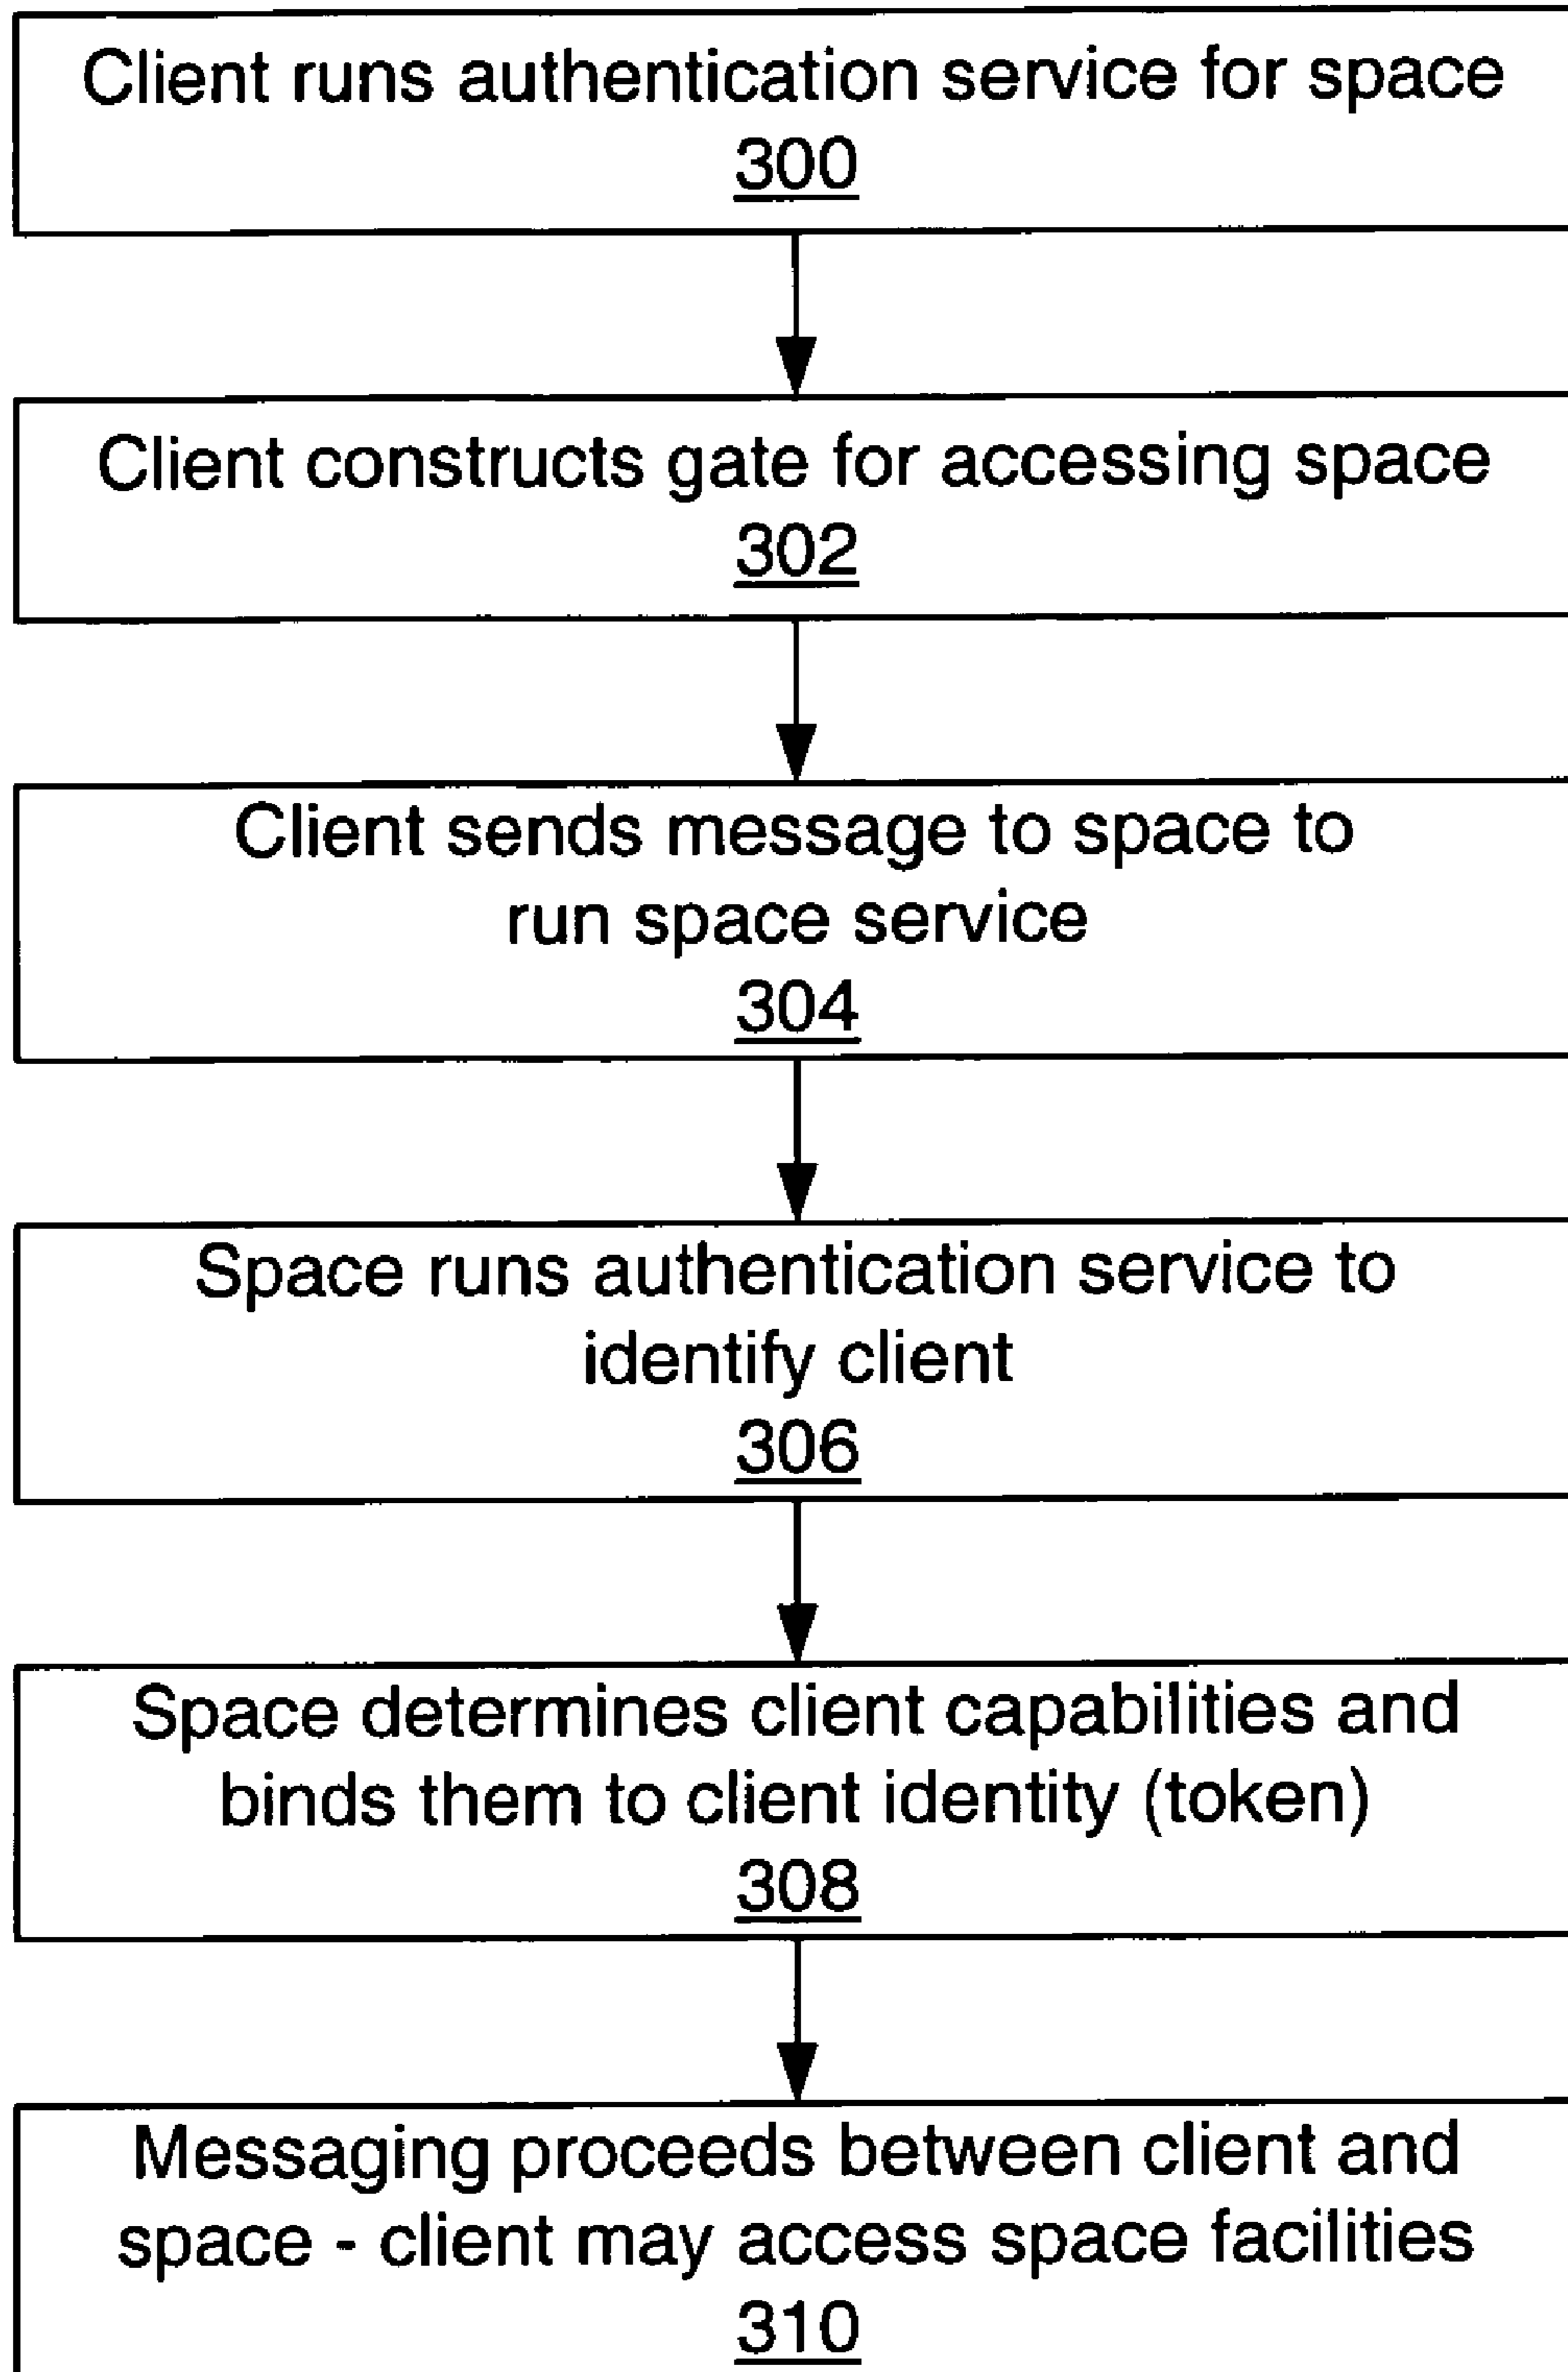 Client runs authentication service for space
300
Client constructs gate for accessing space
302
Client sends message to space to
run space service
304
Space runs authentication service to
identify client
306
Space determines client capabilities and
binds them to client identity (token)
308
Messaging proceeds between client and
space - client may access space facilities
310